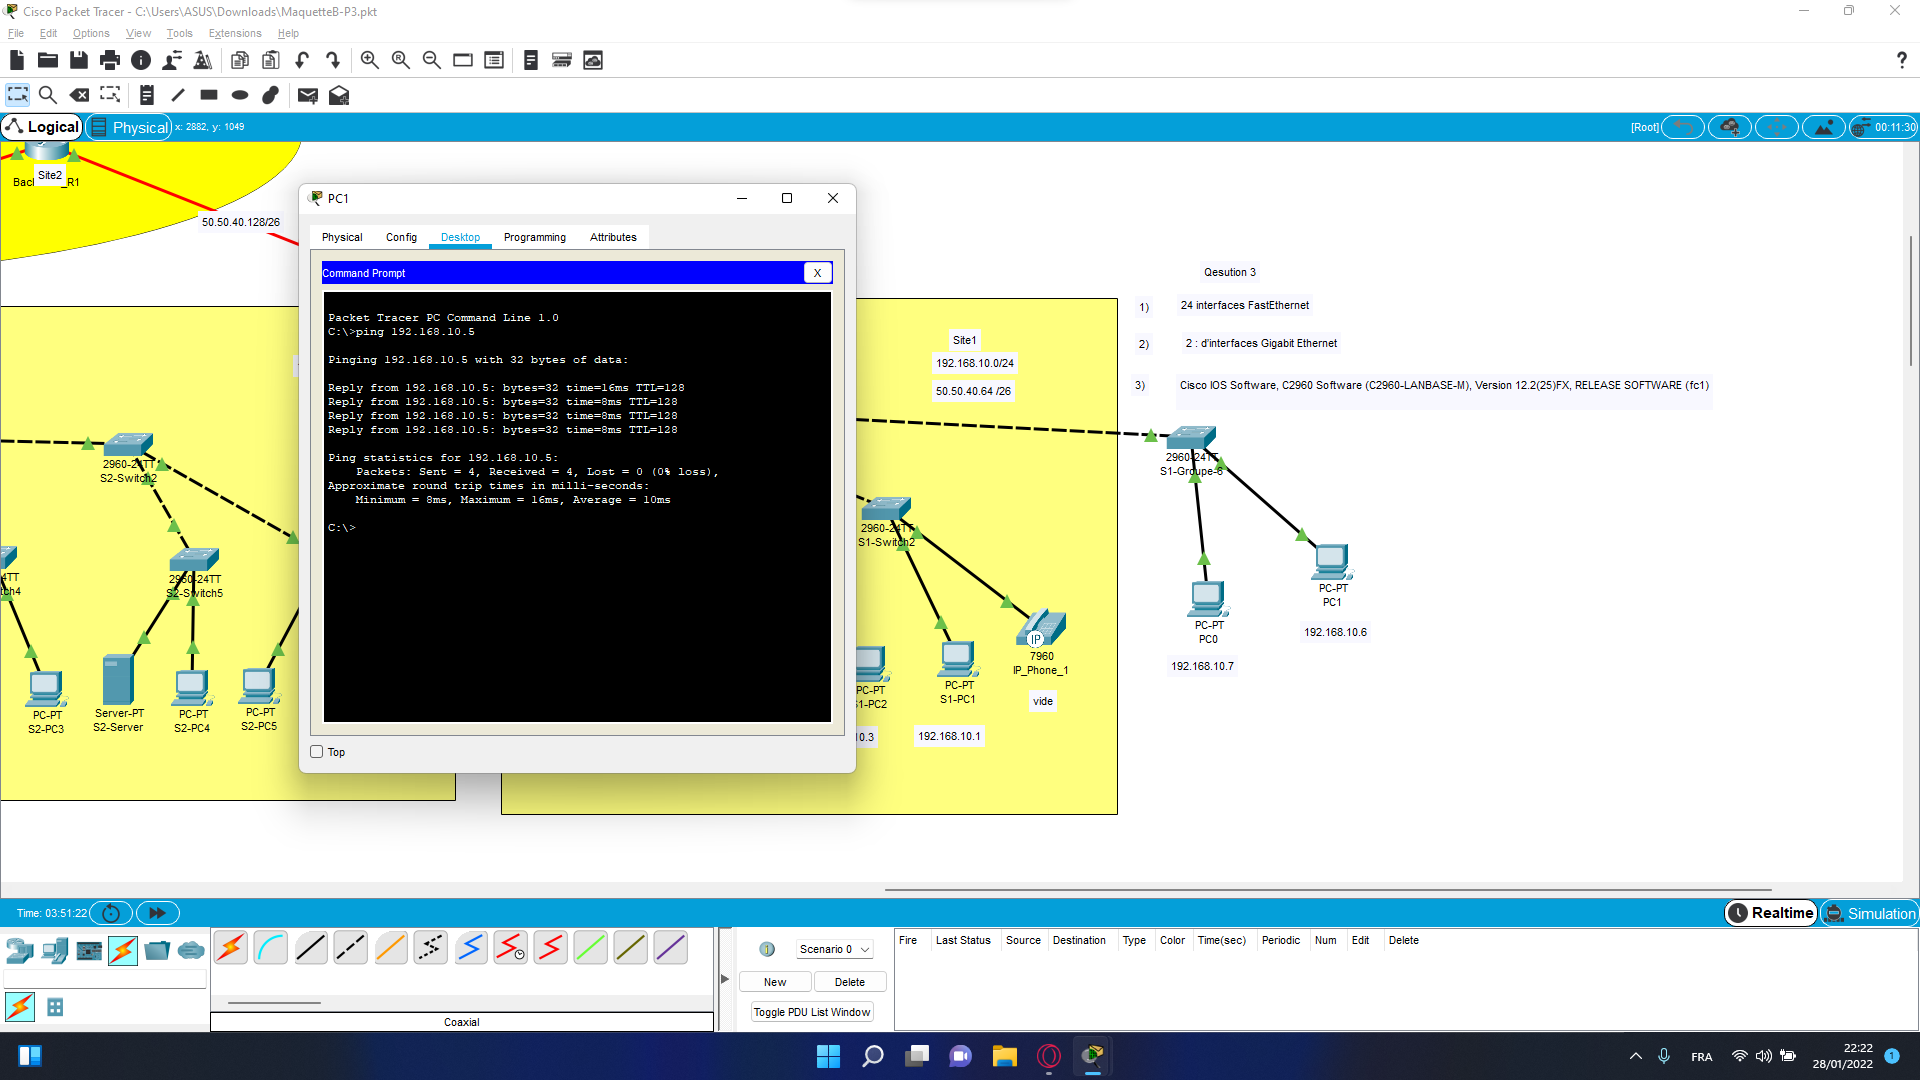 Cisco Packet Tracer - C:\Users\ASUS\Downloads\MaquetteB-P3.pkt
File Edit Options View Tools Extensions Help
?
Logical Physical x: 2882, y: 1049 [Root] 00:11:30
Site2
_R1
50.50.40.128/26
PC1
Physical Config Desktop Programming Attributes
Command Prompt X
Packet Tracer PC Command Line 1.0
C:\>ping 192.168.10.5
Pinging 192.168.10.5 with 32 bytes of data:
Reply from 192.168.10.5: bytes=32 time=16ms TTL=128
Reply from 192.168.10.5: bytes=32 time=8ms TTL=128
Reply from 192.168.10.5: bytes=32 time=8ms TTL=128
Reply from 192.168.10.5: bytes=32 time=8ms TTL=128
Ping statistics for 192.168.10.5:
Packets: Sent = 4, Received = 4, Lost = 0 (0% loss),
Approximate round trip times in milli-seconds:
Minimum = 8ms, Maximum = 16ms, Average = 10ms
C:\>
Top
2960-24TT
S2-Switch2
4TT
tch4
2960-24TT
S2-Switch5
PC-PT
S2-PC3
Server-PT
S2-Server
PC-PT
S2-PC4
PC-PT
S2-PC5
Site1
192.168.10.0/24
50.50.40.64 /26
2960-24TT
S1-Switch2
PC-PT
S1-PC2
10.3
PC-PT
S1-PC1
192.168.10.1
IP
7960
IP_Phone_1
vide
Qesution 3
1) 24 interfaces FastEthernet
2) 2 : d'interfaces Gigabit Ethernet
3) Cisco IOS Software, C2960 Software (C2960-LANBASE-M), Version 12.2(25)FX, RELEASE SOFTWARE (fc1)
2960-24TT
S1-Groupe-6
PC-PT
PC0
192.168.10.7
PC-PT
PC1
192.168.10.6
Time: 03:51:22 Realtime Simulation
Scenario 0
New Delete
Toggle PDU List Window
Fire Last Status Source Destination Type Color Time(sec) Periodic Num Edit Delete
Coaxial
FRA
22:22
28/01/2022
1